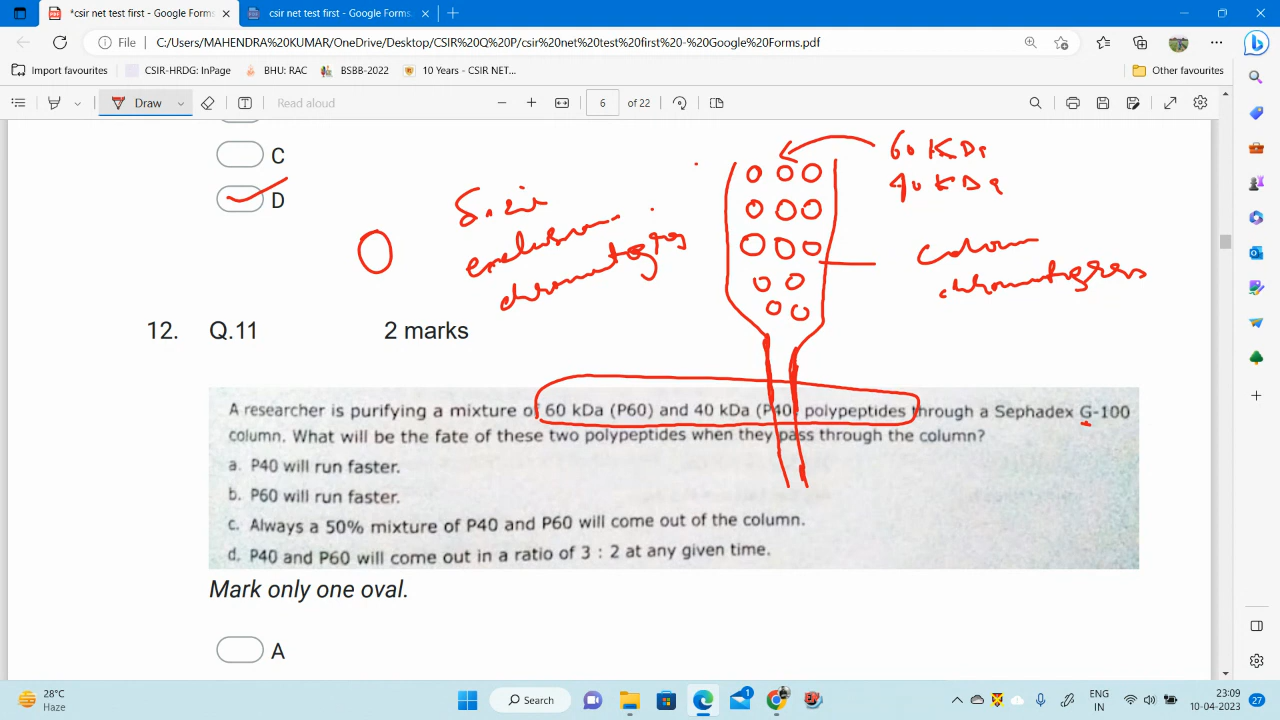 *csir net test first - Google Forms
csir net test first - Google Forms
File
C:/Users/MAHENDRA%20KUMAR/OneDrive/Desktop/CSIR%20Q%20P/csir%20net%20test%20first%20-%20Google%20Forms.pdf
Import favourites
CSIR-HRDG: InPage
BHU: RAC
BSBB-2022
10 Years - CSIR NET...
Other favourites
Draw
Read aloud
6
of 22
C
D
60 KDa
40 KDa
Size
exclusion
12. Q.11 2 marks
A researcher is purifying a mixture of 60 kDa (P60) and 40 kDa (P40) polypeptides through a Sephadex G-100
column. What will be the fate of these two polypeptides when they pass through the column?
a. P40 will run faster.
b. P60 will run faster.
c. Always a 50% mixture of P40 and P60 will come out of the column.
d. P40 and P60 will come out in a ratio of 3 : 2 at any given time.
Mark only one oval.
A
28°C
Haze
Search
1
ENG
IN
23:09
10-04-2023
27